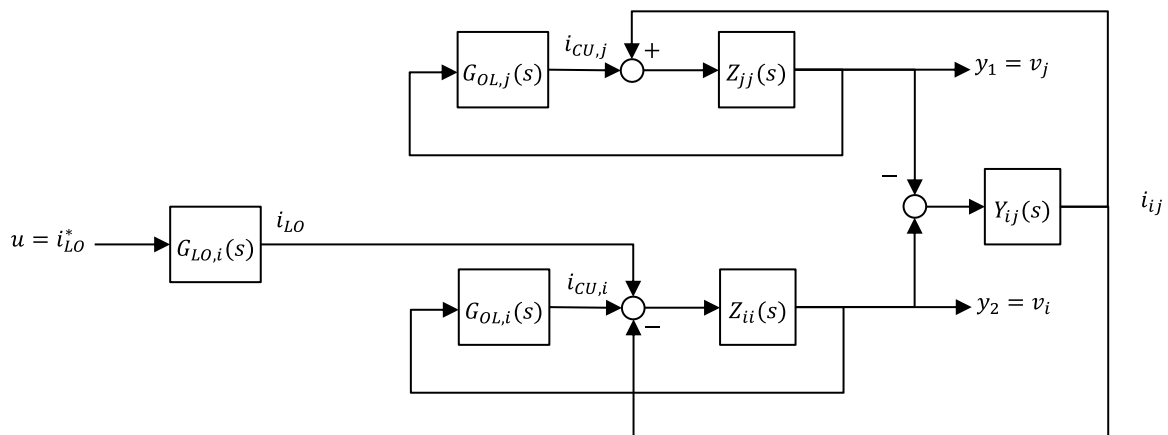 i_{CU,j}
+
G_{OL,j}(s)
Z_{jj}(s)
y_1 = v_j
−
Y_{ij}(s)
i_{ij}
i_{LO}
u = i_{LO}^*
G_{LO,i}(s)
i_{CU,i}
G_{OL,i}(s)
−
Z_{ii}(s)
y_2 = v_i